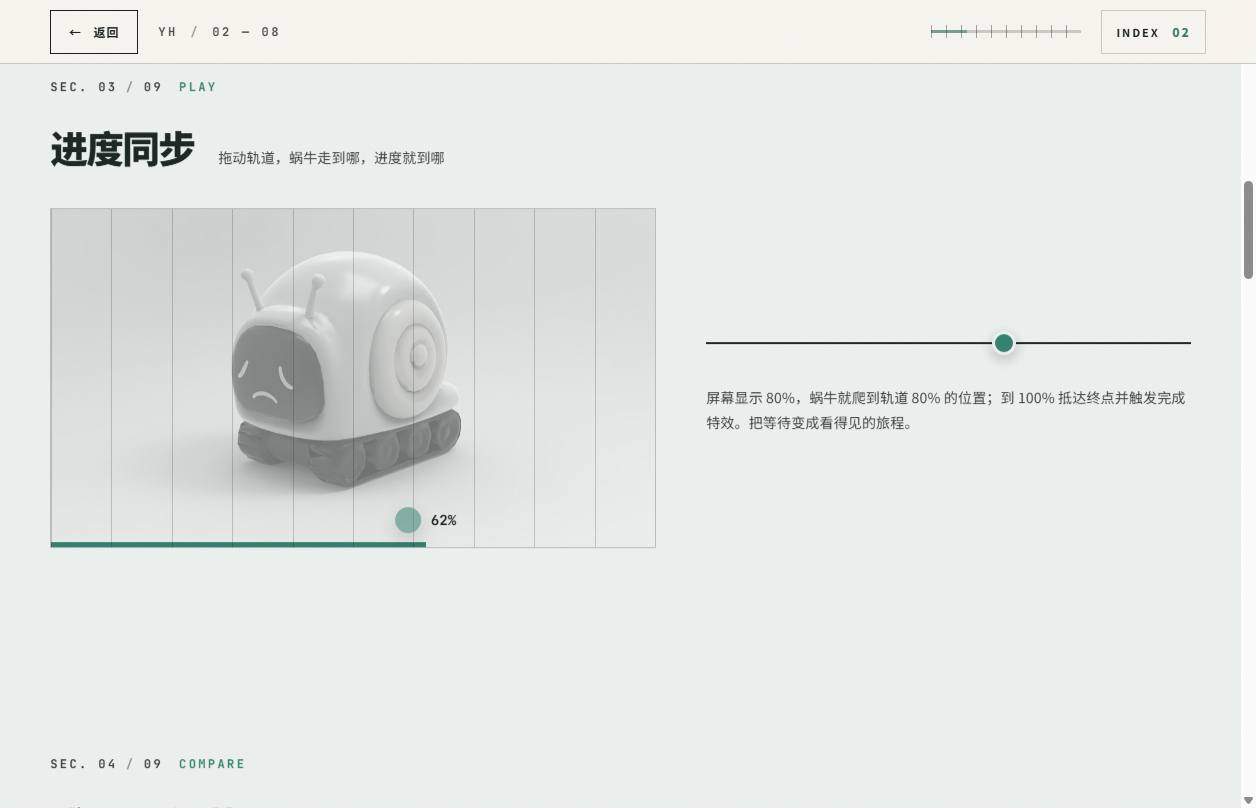 ← 返回
YH / 02 — 08
INDEX 02
SEC. 03 / 09 PLAY
进度同步
拖动轨道，蜗牛走到哪，进度就到哪
62%
屏幕显示 80%，蜗牛就爬到轨道 80% 的位置；到 100% 抵达终点并触发完成
特效。把等待变成看得见的旅程。
SEC. 04 / 09 COMPARE